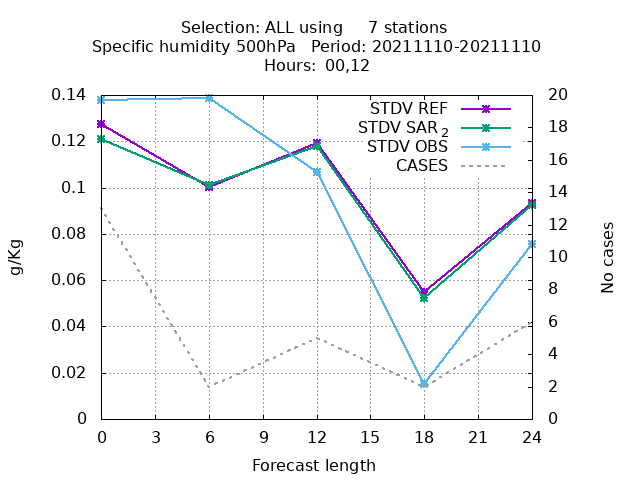 Selection: ALL using     7 stations
Specific humidity 500hPa   Period: 20211110-20211110
Hours: 00,12
STDV REF
STDV SAR 2
STDV OBS
CASES
0.14
0.12
0.1
0.08
0.06
0.04
0.02
0
20
18
16
14
12
10
8
6
4
2
0
g/Kg
No cases
0 3 6 9 12 15 18 21 24
Forecast length